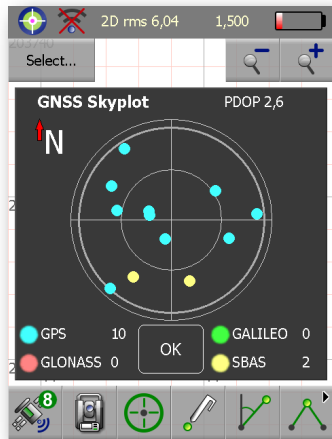 2D rms 6,04 1,500
203740
Select...
GNSS Skyplot PDOP 2,6
N
GPS 10 GALILEO 0
OK
GLONASS 0 SBAS 2
8